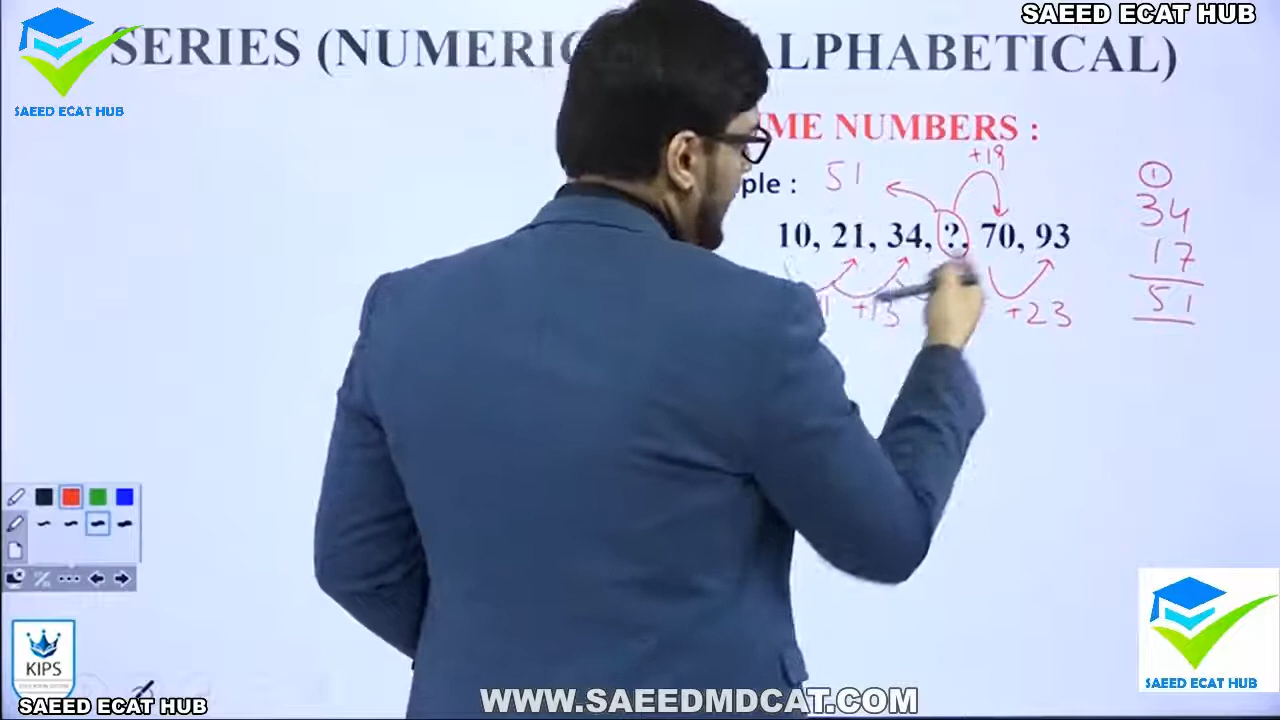 SAEED ECAT HUB
SERIES (NUMERIC ALPHABETICAL)
SAEED ECAT HUB
IME NUMBERS :
+19
ple : 51
10, 21, 34, ?, 70, 93
+13 +23
1
34
17
51
KIPS
SAEED ECAT HUB
SAEED ECAT HUB
WWW.SAEEDMDCAT.COM